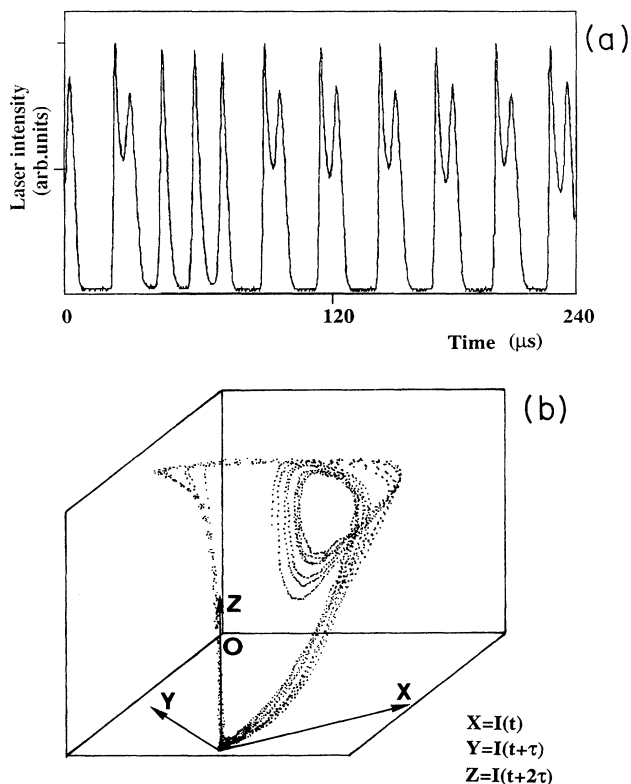 (a)
Laser intensity
(arb.units)
0
120
240
Time (μs)
(b)
Z
O
Y
X
X=I(t)
Y=I(t+τ)
Z=I(t+2τ)